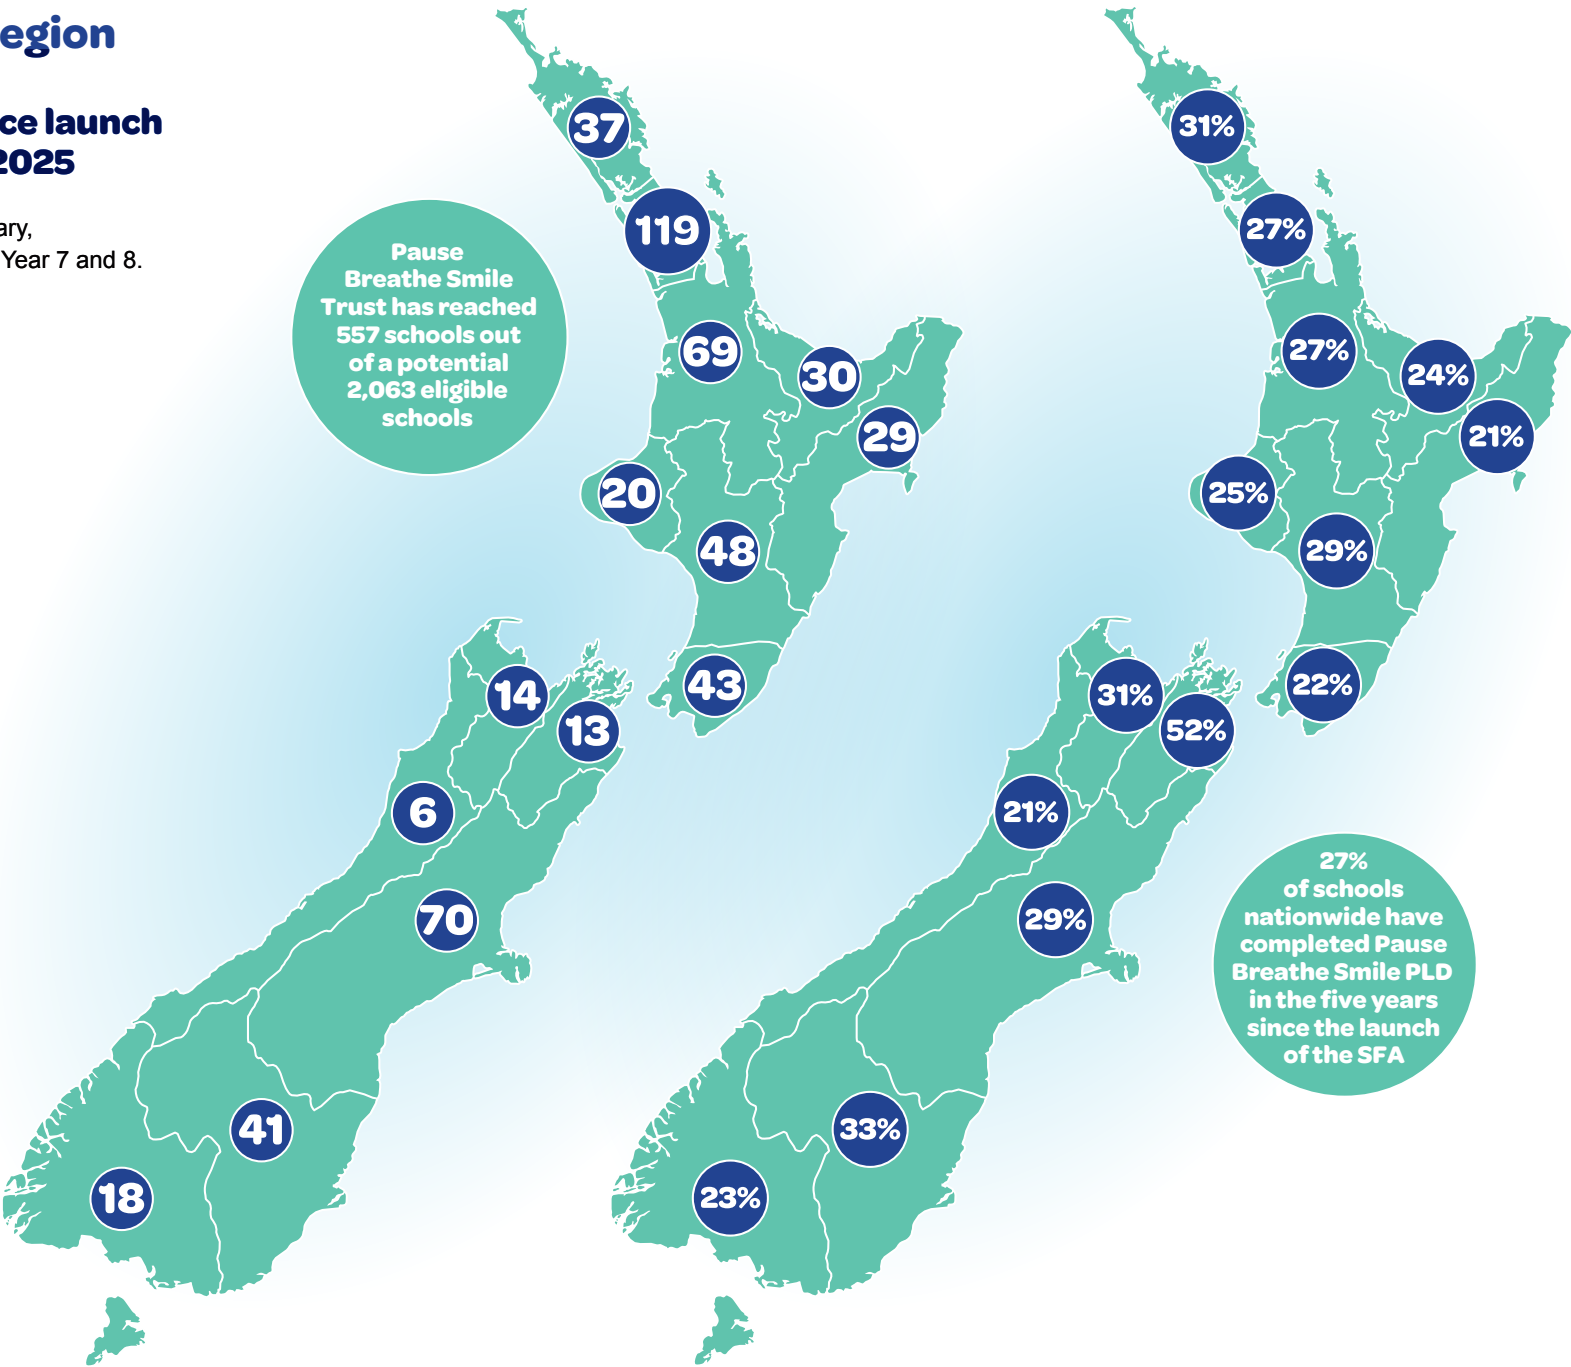 egion
ce launch
2025
ary,
Year 7 and 8.
Pause
Breathe Smile
Trust has reached
557 schools out
of a potential
2,063 eligible
schools
37
119
69
30
29
20
48
43
14
13
6
70
41
18
31%
27%
27%
24%
21%
25%
29%
22%
31%
52%
21%
29%
33%
23%
27%
of schools
nationwide have
completed Pause
Breathe Smile PLD
in the five years
since the launch
of the SFA